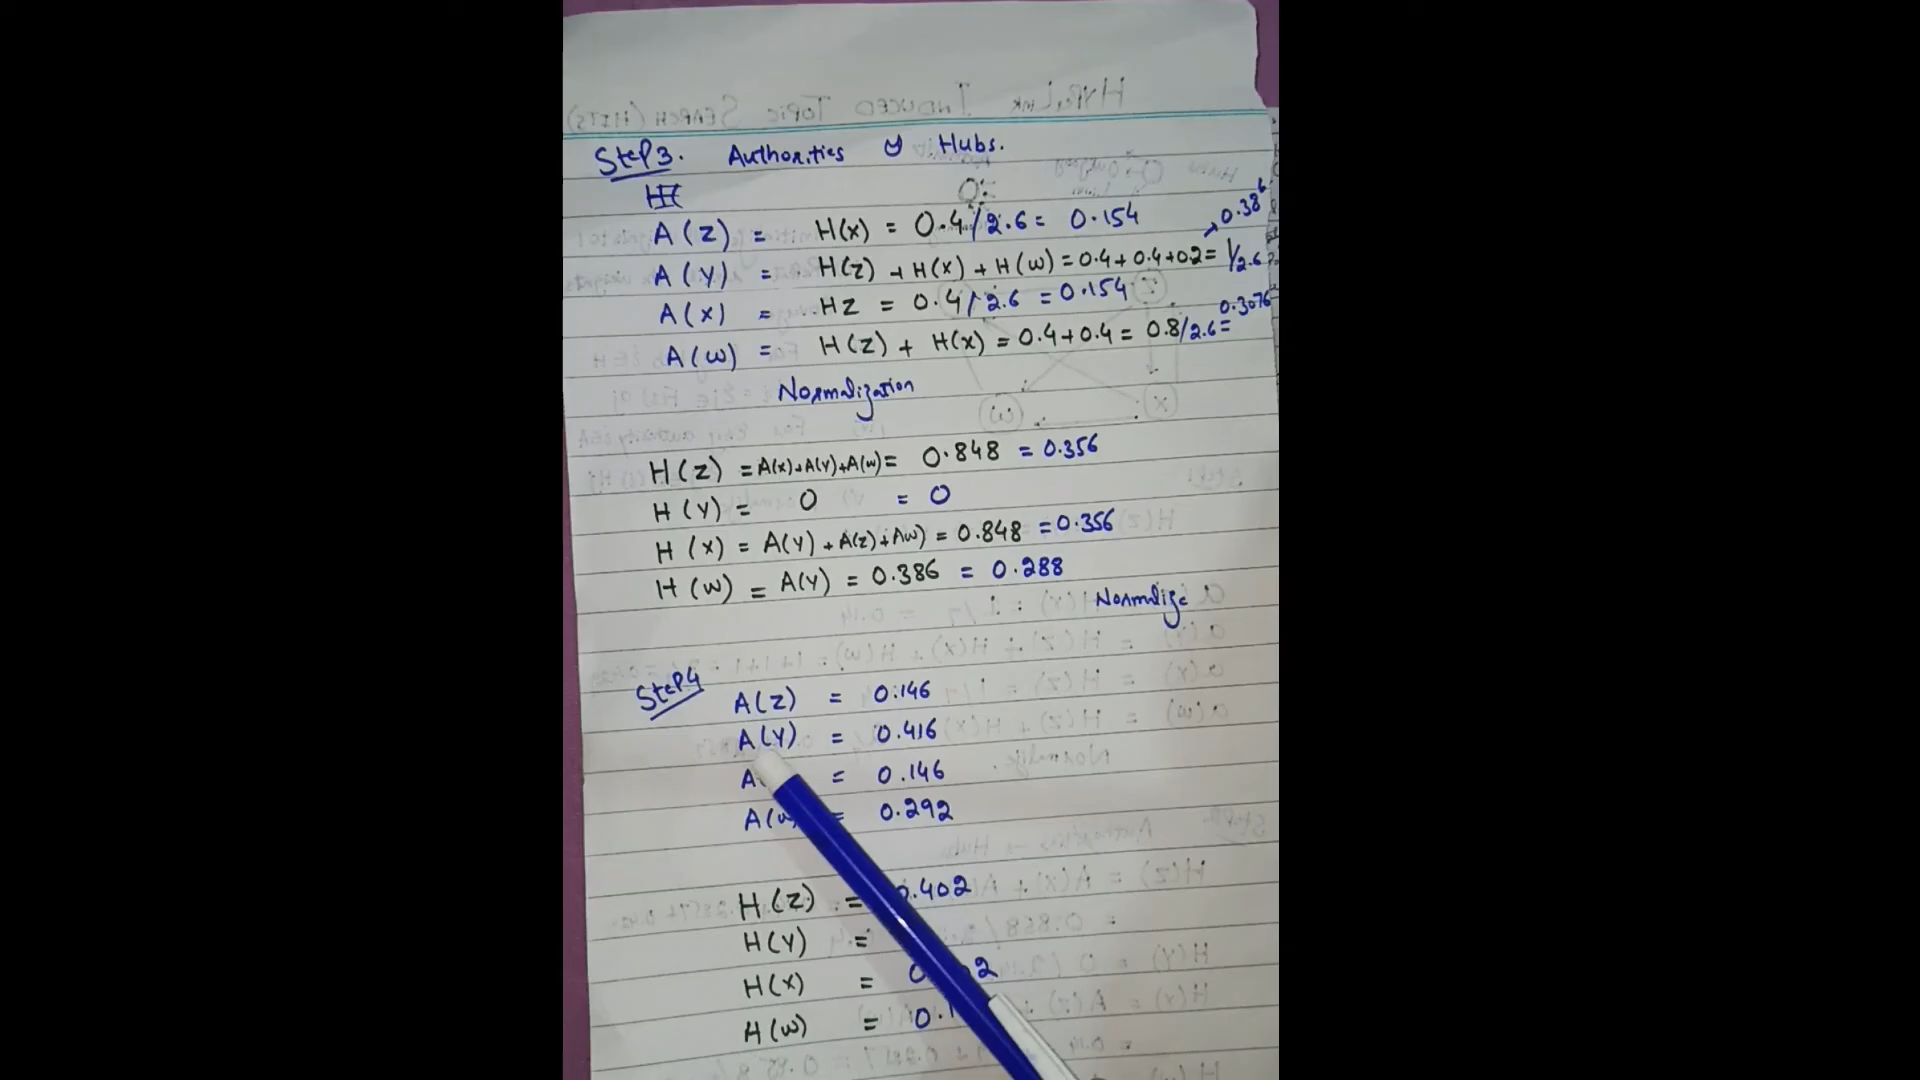 Step3. Authorities & Hubs.
A(Z) = H(x) = 0.4/2.6 = 0.154
A(Y) = H(z) + H(x) + H(w) = 0.4+0.4+0.2 = 1/2.6 → 0.386
A(X) = HZ = 0.4/2.6 = 0.154
A(w) = H(z) + H(x) = 0.4+0.4 = 0.8/2.6 = 0.3076
Normalization
H(Z) = A(x)+A(y)+A(w) = 0.848 = 0.356
H(Y) = 0 = 0
H(X) = A(Y) + A(z) + Aw) = 0.848 = 0.356
H(W) = A(Y) = 0.386 = 0.288
Normalize
Step4
A(Z) = 0.146
A(Y) = 0.416
= 0.146
A(w = 0.292
H(Z) = 0.402
H(Y) =
H(X) =
H(w) =